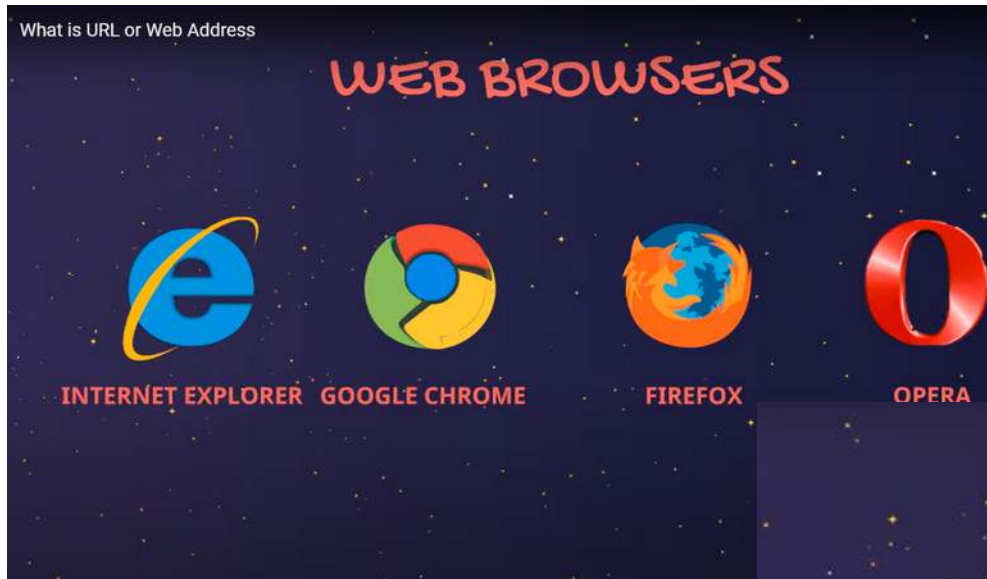 What is URL or Web Address
WEB BROWSERS
INTERNET EXPLORER GOOGLE CHROME FIREFOX OPERA